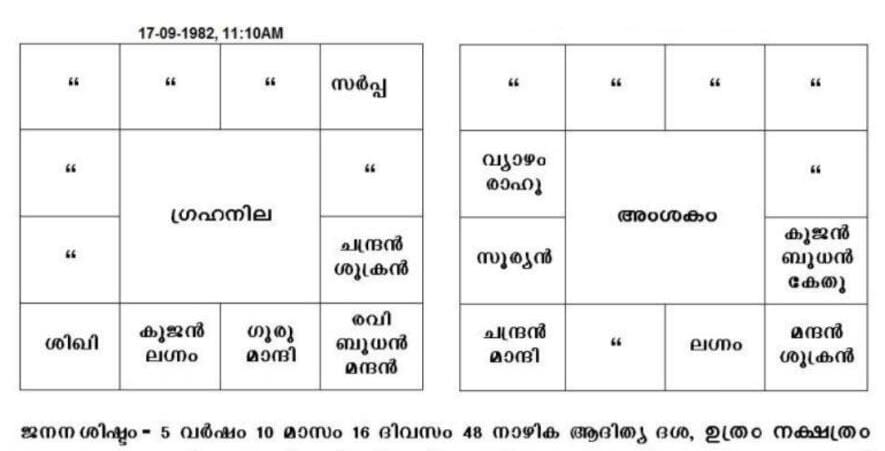 17-09-1982, 11:10AM
“ “ “ സർപ്പ
“ “
ഗ്രഹനില
“ ചന്ദ്രൻ
ശുക്രൻ
ശിഖി കുജൻ
ലഗ്നം ഗുരു
മാന്ദി രവി
ബുധൻ
മന്ദൻ
“ “ “ “
വ്യാഴം
രാഹു “
അംശകം
സൂര്യൻ കുജൻ
ബുധൻ
കേതു
ചന്ദ്രൻ
മാന്ദി “ ലഗ്നം മന്ദൻ
ശുക്രൻ
ജനന ശിഷ്ടം - 5 വർഷം 10 മാസം 16 ദിവസം 48 നാഴിക ആദിത്യ ദശ, ഉത്രം നക്ഷത്രം